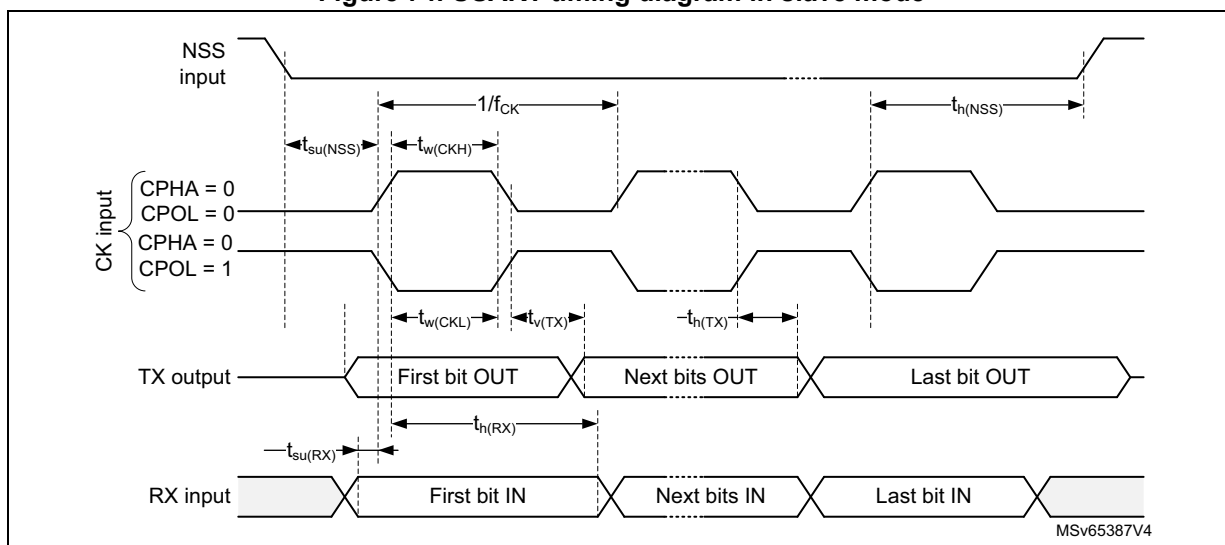 Figure USART timing diagram in slave mode
NSS
input
1/fCK
th(NSS)
tsu(NSS)
tw(CKH)
CK input
CPHA = 0
CPOL = 0
CPHA = 0
CPOL = 1
tw(CKL)
tv(TX)
th(TX)
TX output
First bit OUT
Next bits OUT
Last bit OUT
th(RX)
tsu(RX)
RX input
First bit IN
Next bits IN
Last bit IN
MSv65387V4